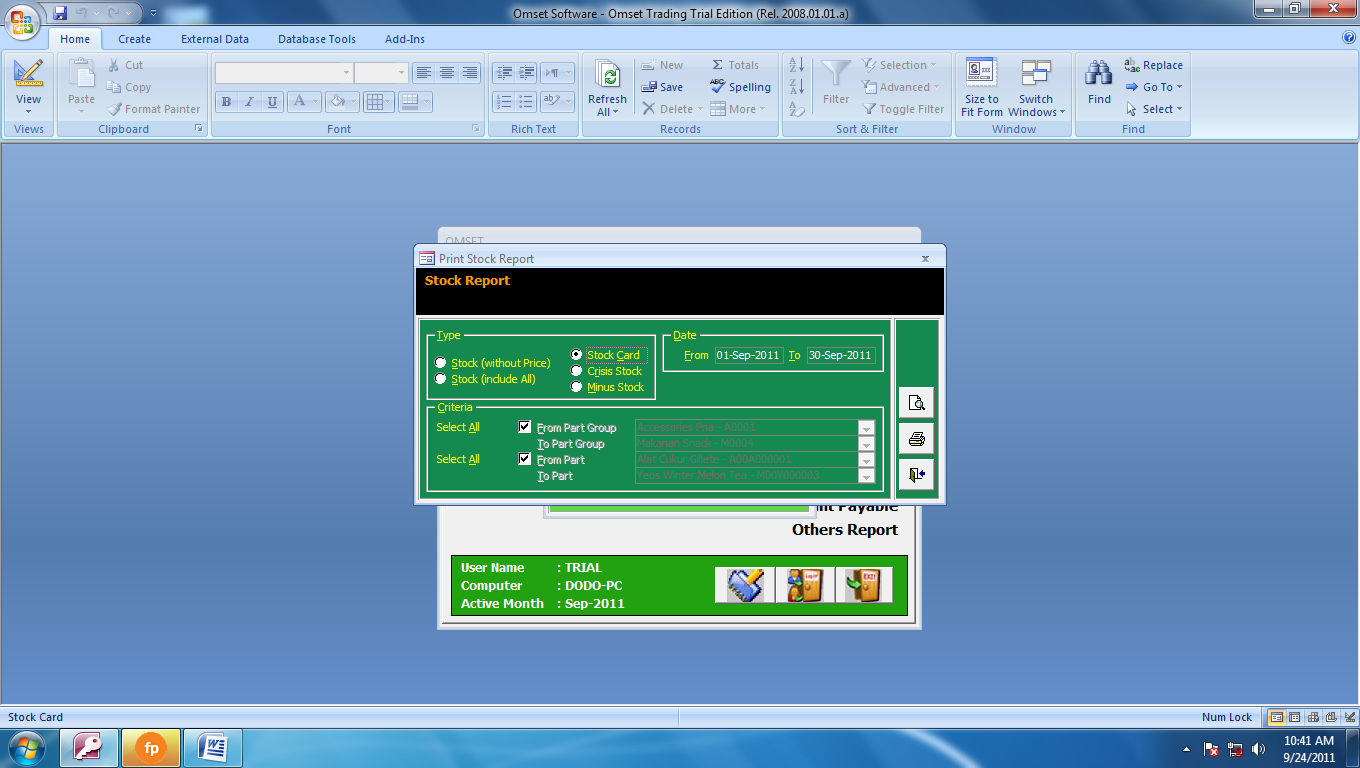 Omset Software - Omset Trading Trial Edition (Rel. 2008.01.01.a)
Home Create External Data Database Tools Add-Ins
View
Views
Paste
Cut
Copy
Format Painter
Clipboard
B I U A
Font
ab
Rich Text
Refresh
All
New
Save
Delete
Σ Totals
ABC Spelling
More
Records
Filter
Selection
Advanced
Toggle Filter
Sort & Filter
Size to
Fit Form
Switch
Windows
Window
Find
Replace
Go To
Select
Find
OMSET
Print Stock Report x
Stock Report
Type
Stock (without Price)
Stock (include All)
Stock Card
Crisis Stock
Minus Stock
Date
From 01-Sep-2011 To 30-Sep-2011
Criteria
Select All From Part Group Accessories Pria - A0001
To Part Group Makanan Snack - M0004
Select All From Part Alat Cukur Gillete - A00A000001
To Part Yeos Winter Melon Tea - M00Y000003
nt Payable
Others Report
User Name : TRIAL
Computer : DODO-PC
Active Month : Sep-2011
EXIT
Stock Card Num Lock
fp W
10:41 AM
9/24/2011